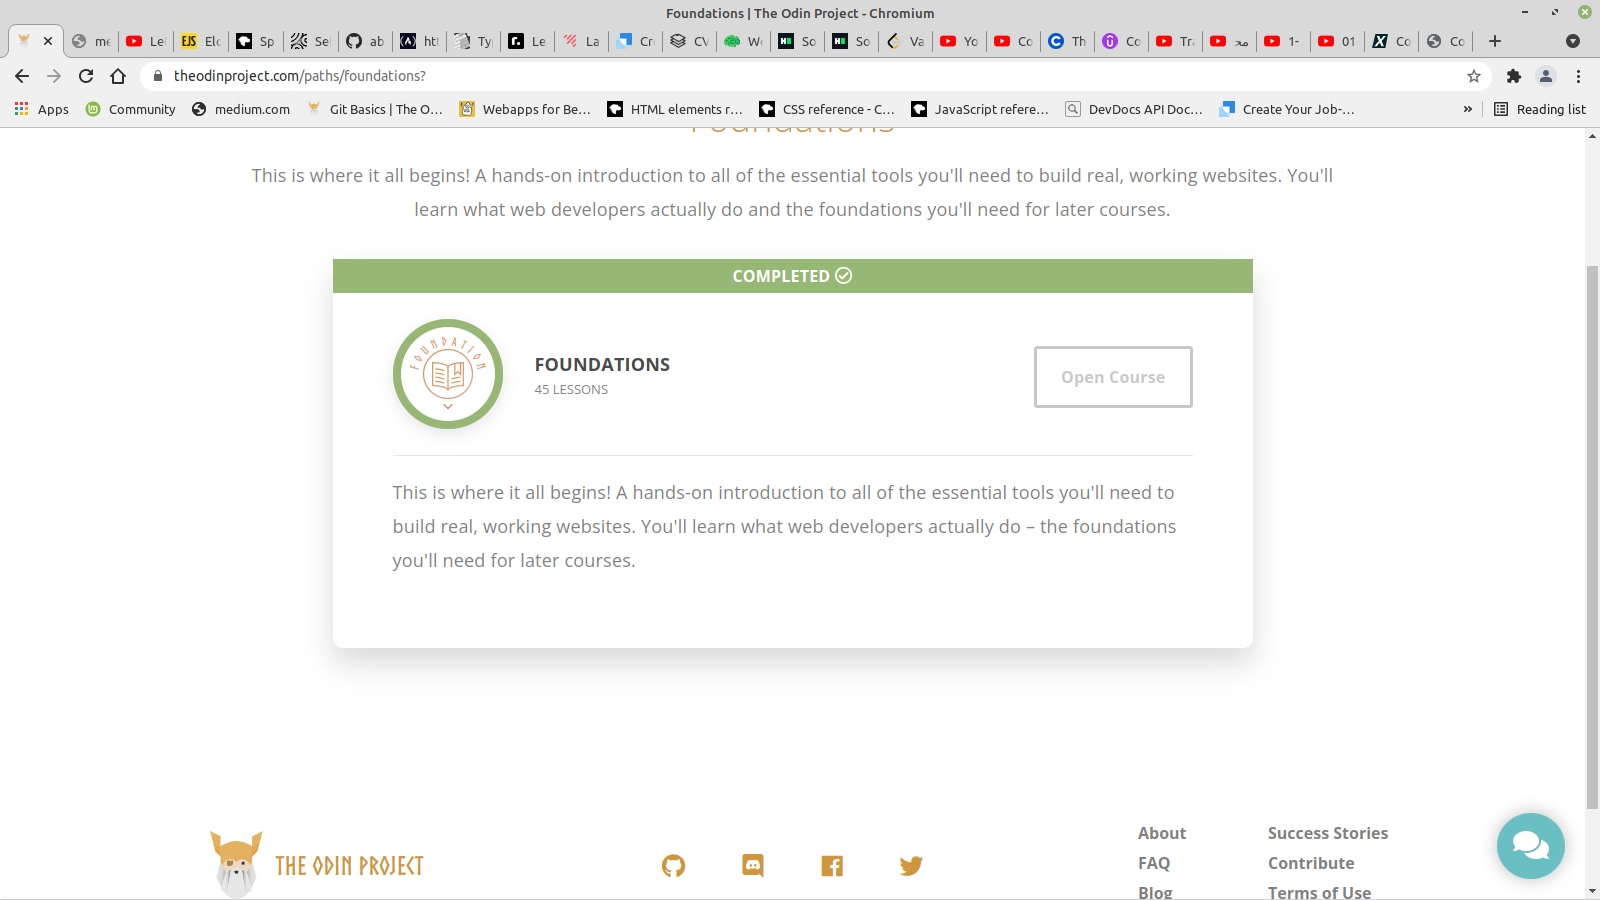 Foundations | The Odin Project - Chromium
me
Le
Elo
Sp
Se
ab
htt
Ty
Le
La
Cr
CV
We
So
So
Va
Yo
Co
Th
Co
Tra
مح
1-
01
Co
Co
theodinproject.com/paths/foundations?
Apps
Community
medium.com
Git Basics | The O...
Webapps for Be...
HTML elements r...
CSS reference - C...
JavaScript refere...
DevDocs API Doc...
Create Your Job-...
»
Reading list
Foundations
This is where it all begins! A hands-on introduction to all of the essential tools you'll need to build real, working websites. You'll
learn what web developers actually do and the foundations you'll need for later courses.
COMPLETED
FOUNDATION
FOUNDATIONS
45 LESSONS
Open Course
This is where it all begins! A hands-on introduction to all of the essential tools you'll need to
build real, working websites. You'll learn what web developers actually do – the foundations
you'll need for later courses.
THE ODIN PROJECT
About
Success Stories
FAQ
Contribute
Blog
Terms of Use